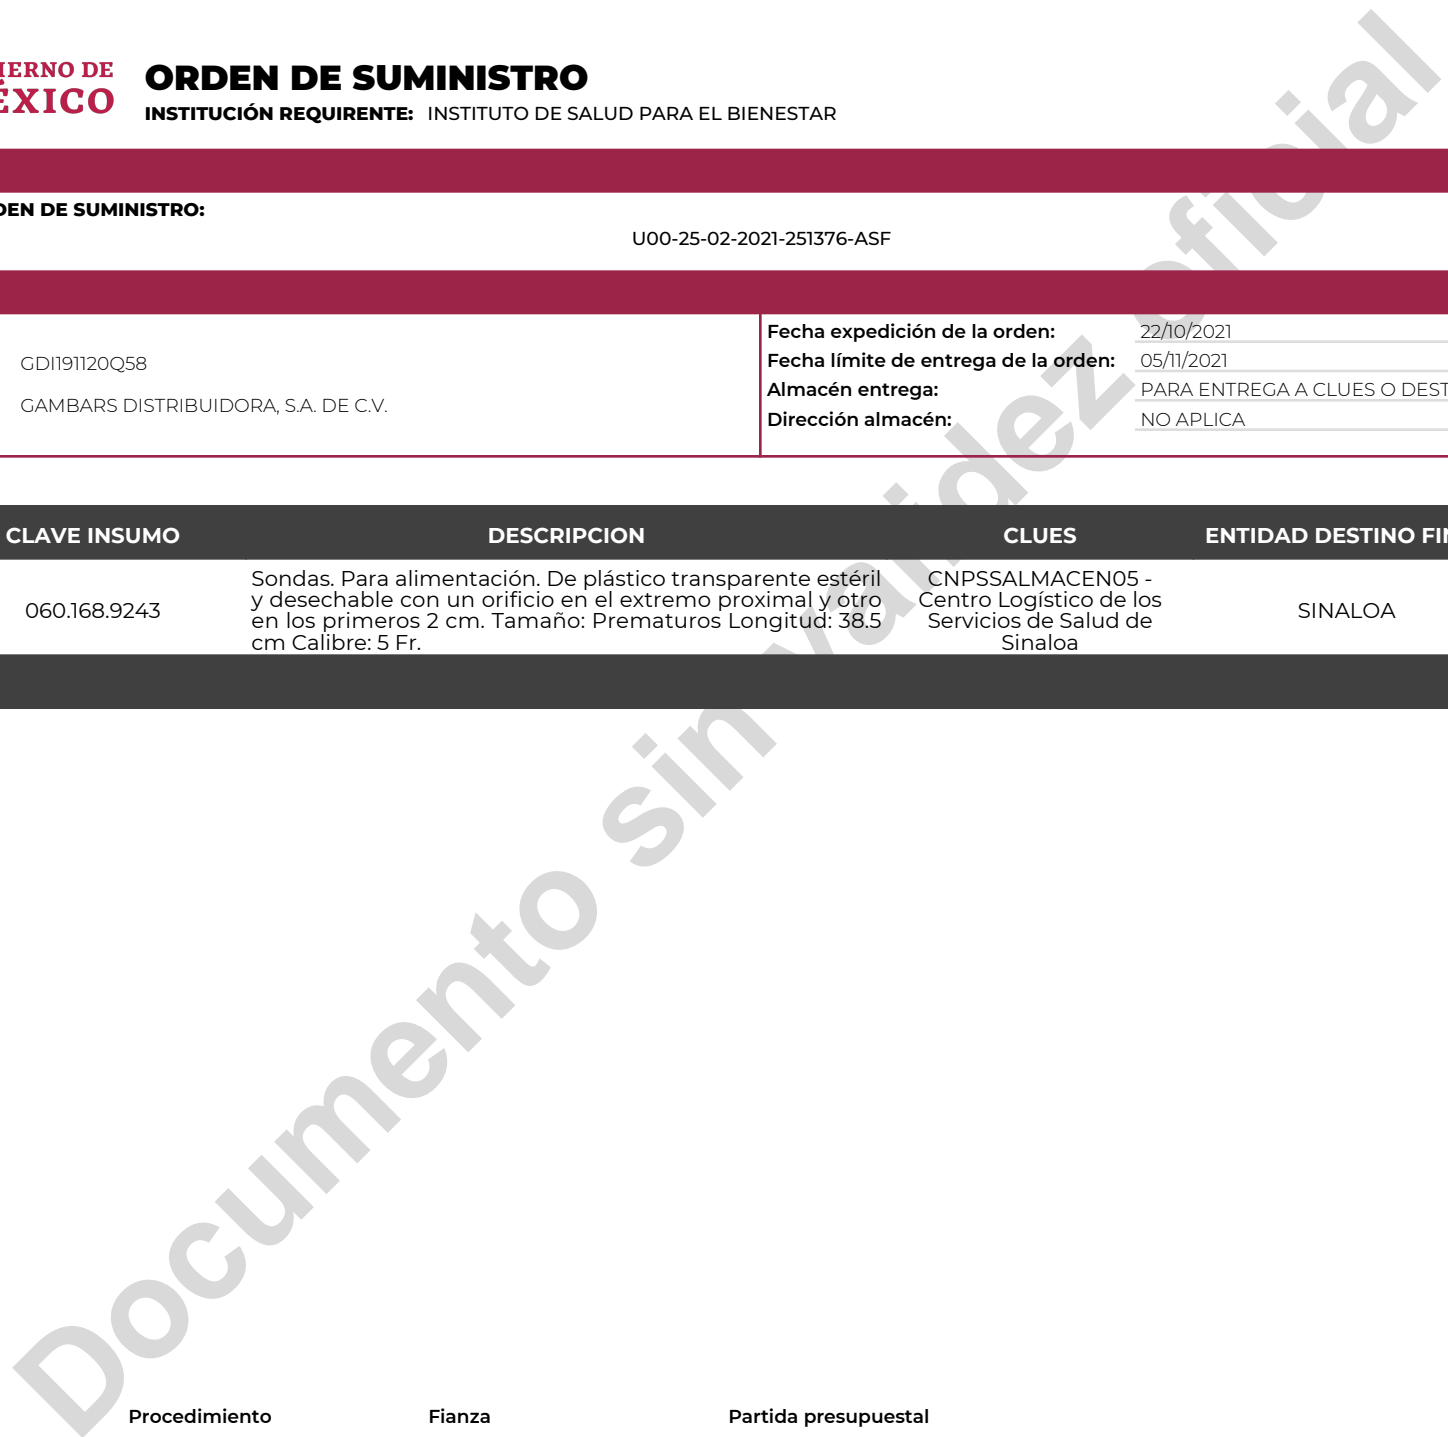 IERNO DE
ÉXICO
ORDEN DE SUMINISTRO
INSTITUCIÓN REQUIRENTE: INSTITUTO DE SALUD PARA EL BIENESTAR
DEN DE SUMINISTRO:
U00-25-02-2021-251376-ASF
GDI191120Q58
GAMBARS DISTRIBUIDORA, S.A. DE C.V.
Fecha expedición de la orden: 22/10/2021
Fecha límite de entrega de la orden: 05/11/2021
Almacén entrega: PARA ENTREGA A CLUES O DEST
Dirección almacén: NO APLICA
CLAVE INSUMO DESCRIPCION CLUES ENTIDAD DESTINO FIN
060.168.9243
Sondas. Para alimentación. De plástico transparente estéril
y desechable con un orificio en el extremo proximal y otro
en los primeros 2 cm. Tamaño: Prematuros Longitud: 38.5
cm Calibre: 5 Fr.
CNPSSALMACEN05 -
Centro Logístico de los
Servicios de Salud de
Sinaloa
SINALOA
Documento sin validez oficial
Procedimiento Fianza Partida presupuestal